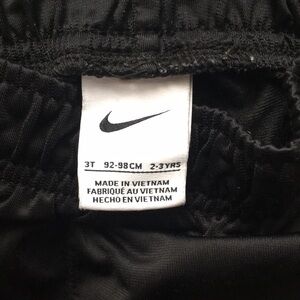 3T 92-98CM 2-3YRS
MADE IN VIETNAM
FABRIQUÉ AU VIETNAM
HECHO EN VIETNAM